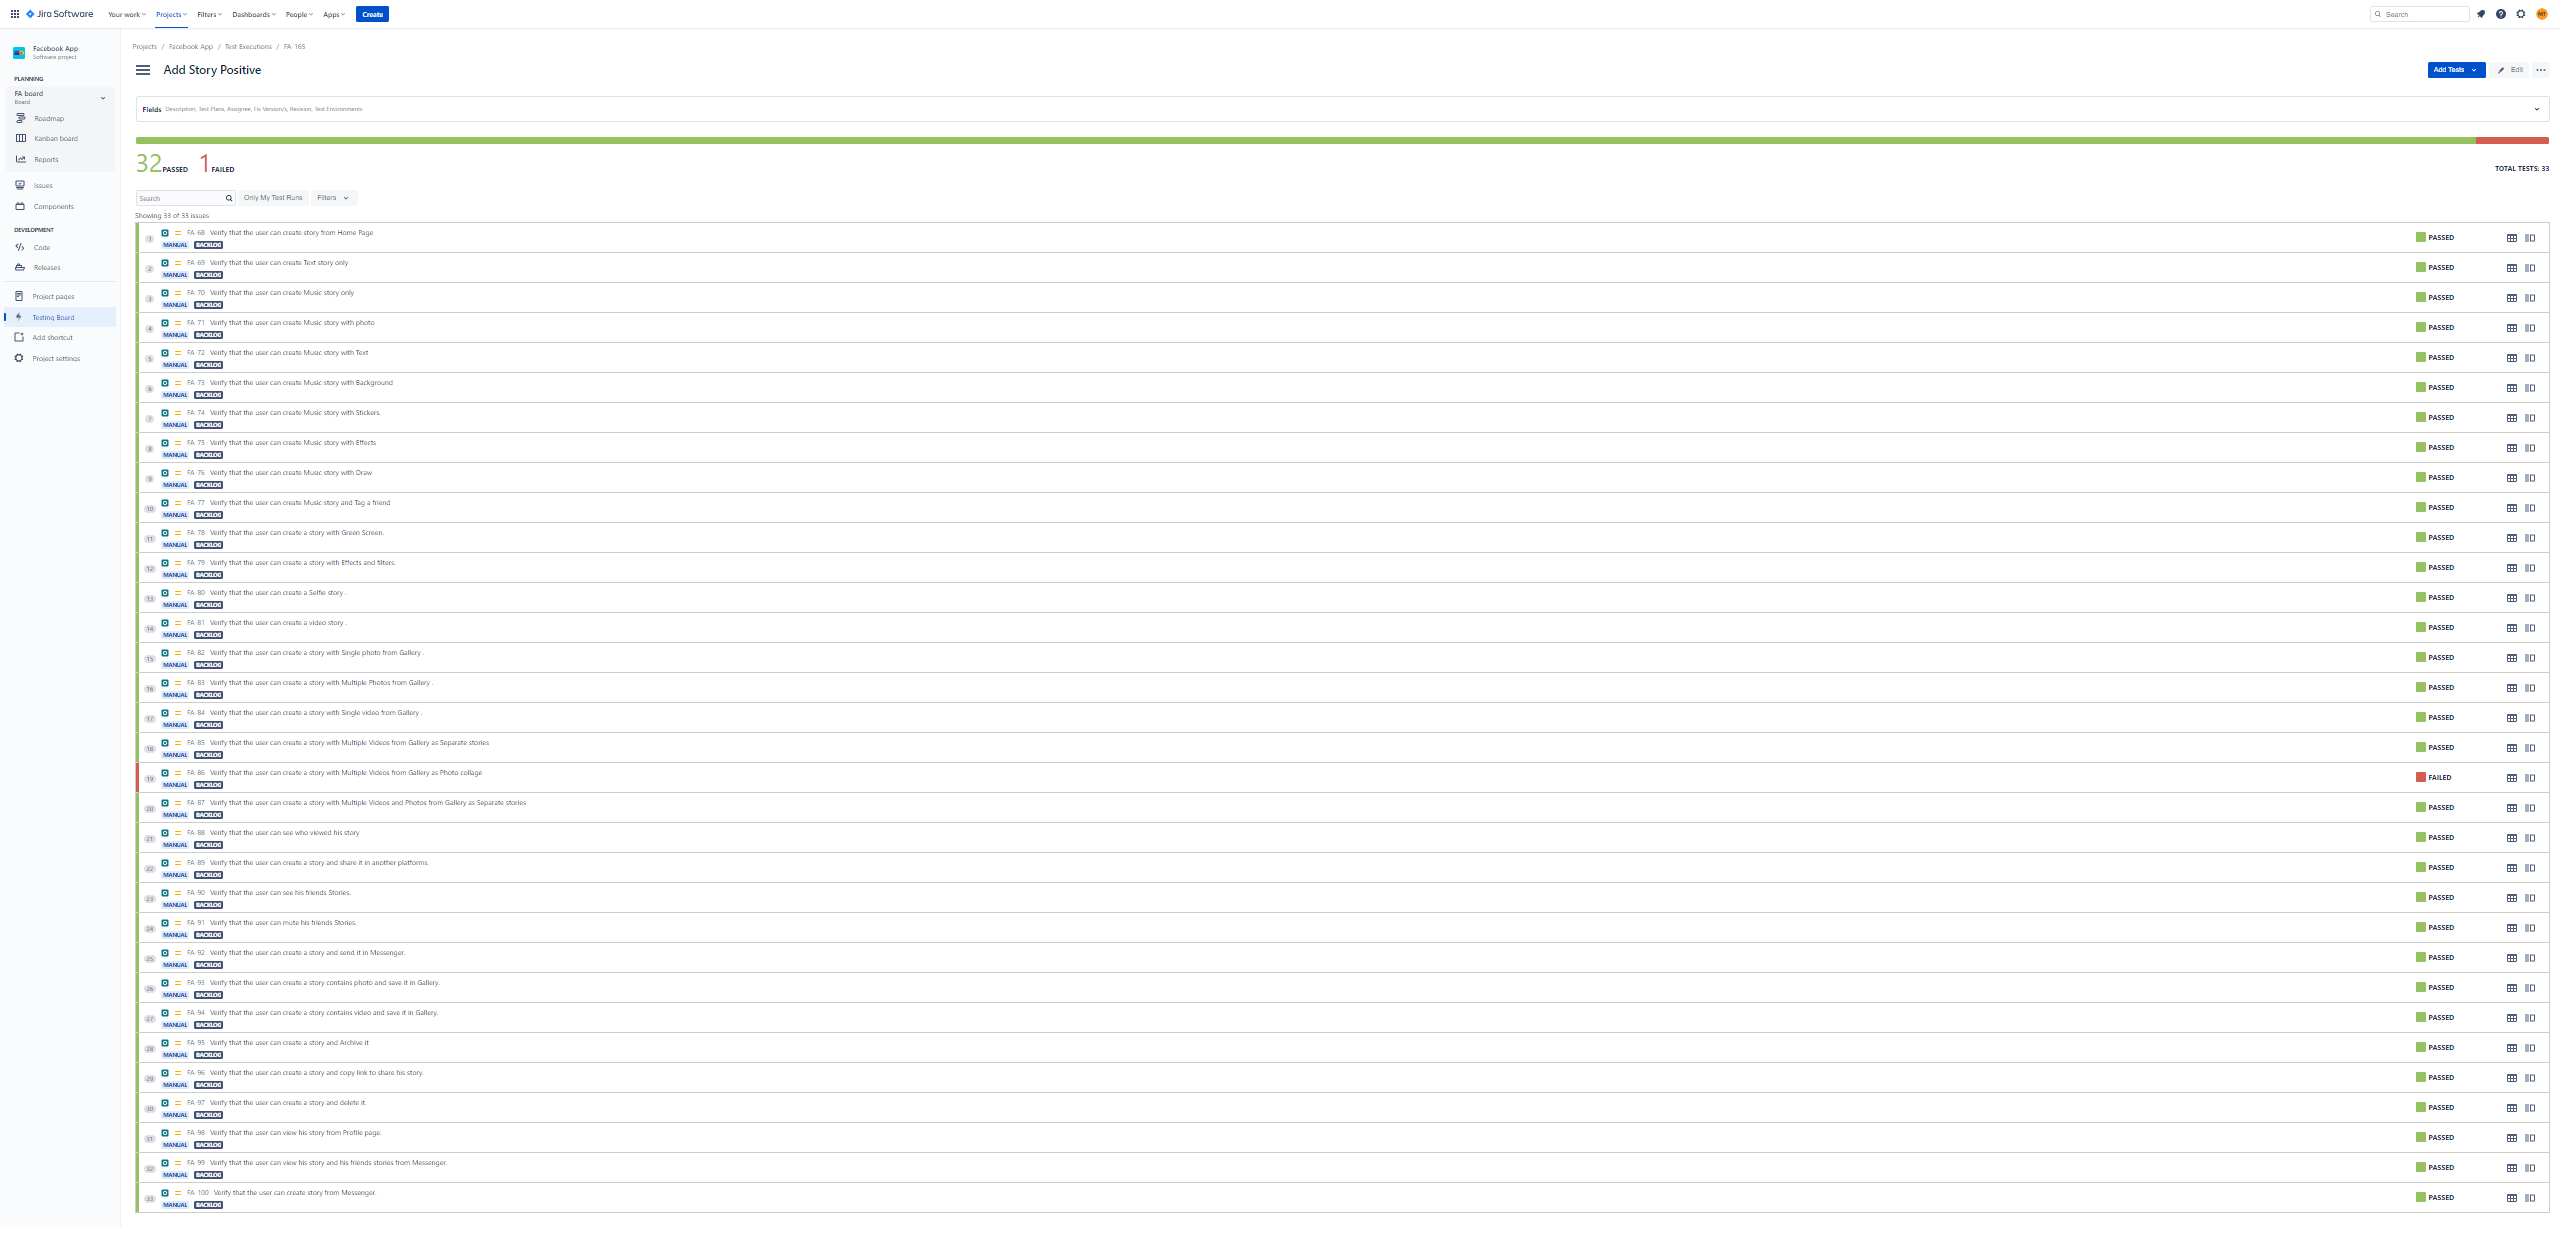 Jira Software Your work Projects Filters Dashboards People Apps Create Search
Facebook App
Software project
PLANNING
FA board
Board
Roadmap
Kanban board
Reports
Issues
Components
DEVELOPMENT
Code
Releases
Project pages
Testing Board
Add shortcut
Project settings
Projects / Facebook App / Test Executions / FA-165
Add Story Positive
Add Tests Edit
Fields Description, Test Plans, Assignee, Fix Version/s, Revision, Test Environments
32 PASSED 1 FAILED
TOTAL TESTS: 33
Search Only My Test Runs Filters
Showing 33 of 33 issues
1 FA-68 Verify that the user can create story from Home Page
MANUAL BACKLOG PASSED
2 FA-69 Verify that the user can create Text story only
MANUAL BACKLOG PASSED
3 FA-70 Verify that the user can create Music story only
MANUAL BACKLOG PASSED
4 FA-71 Verify that the user can create Music story with photo
MANUAL BACKLOG PASSED
5 FA-72 Verify that the user can create Music story with Text
MANUAL BACKLOG PASSED
6 FA-73 Verify that the user can create Music story with Background
MANUAL BACKLOG PASSED
7 FA-74 Verify that the user can create Music story with Stickers.
MANUAL BACKLOG PASSED
8 FA-75 Verify that the user can create Music story with Effects
MANUAL BACKLOG PASSED
9 FA-76 Verify that the user can create Music story with Draw
MANUAL BACKLOG PASSED
10 FA-77 Verify that the user can create Music story and Tag a friend
MANUAL BACKLOG PASSED
11 FA-78 Verify that the user can create a story with Green Screen.
MANUAL BACKLOG PASSED
12 FA-79 Verify that the user can create a story with Effects and filters.
MANUAL BACKLOG PASSED
13 FA-80 Verify that the user can create a Selfie story .
MANUAL BACKLOG PASSED
14 FA-81 Verify that the user can create a video story .
MANUAL BACKLOG PASSED
15 FA-82 Verify that the user can create a story with Single photo from Gallery .
MANUAL BACKLOG PASSED
16 FA-83 Verify that the user can create a story with Multiple Photos from Gallery .
MANUAL BACKLOG PASSED
17 FA-84 Verify that the user can create a story with Single video from Gallery .
MANUAL BACKLOG PASSED
18 FA-85 Verify that the user can create a story with Multiple Videos from Gallery as Separate stories
MANUAL BACKLOG PASSED
19 FA-86 Verify that the user can create a story with Multiple Videos from Gallery as Photo collage
MANUAL BACKLOG FAILED
20 FA-87 Verify that the user can create a story with Multiple Videos and Photos from Gallery as Separate stories
MANUAL BACKLOG PASSED
21 FA-88 Verify that the user can see who viewed his story
MANUAL BACKLOG PASSED
22 FA-89 Verify that the user can create a story and share it in another platforms.
MANUAL BACKLOG PASSED
23 FA-90 Verify that the user can see his friends Stories.
MANUAL BACKLOG PASSED
24 FA-91 Verify that the user can mute his friends Stories.
MANUAL BACKLOG PASSED
25 FA-92 Verify that the user can create a story and send it in Messenger.
MANUAL BACKLOG PASSED
26 FA-93 Verify that the user can create a story contains photo and save it in Gallery.
MANUAL BACKLOG PASSED
27 FA-94 Verify that the user can create a story contains video and save it in Gallery.
MANUAL BACKLOG PASSED
28 FA-95 Verify that the user can create a story and Archive it
MANUAL BACKLOG PASSED
29 FA-96 Verify that the user can create a story and copy link to share his story.
MANUAL BACKLOG PASSED
30 FA-97 Verify that the user can create a story and delete it.
MANUAL BACKLOG PASSED
31 FA-98 Verify that the user can view his story from Profile page.
MANUAL BACKLOG PASSED
32 FA-99 Verify that the user can view his story and his friends stories from Messenger.
MANUAL BACKLOG PASSED
33 FA-100 Verify that the user can create story from Messenger.
MANUAL BACKLOG PASSED